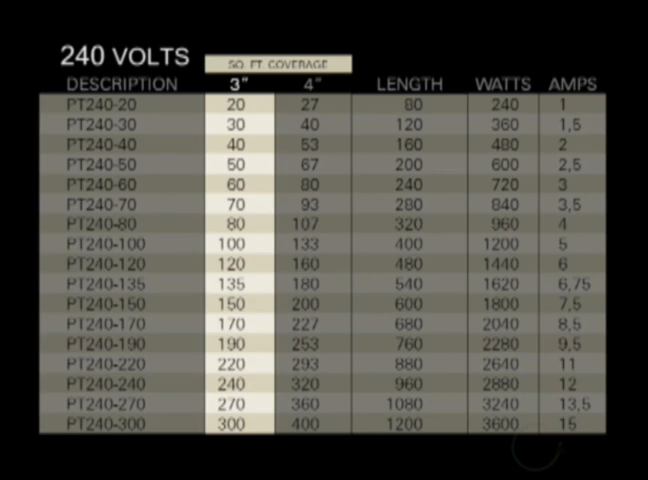 240 VOLTS
SQ. FT. COVERAGE
DESCRIPTION 3" 4" LENGTH WATTS AMPS
PT240-20 20 27 80 240 1
PT240-30 30 40 120 360 1,5
PT240-40 40 53 160 480 2
PT240-50 50 67 200 600 2,5
PT240-60 60 80 240 720 3
PT240-70 70 93 280 840 3,5
PT240-80 80 107 320 960 4
PT240-100 100 133 400 1200 5
PT240-120 120 160 480 1440 6
PT240-135 135 180 540 1620 6,75
PT240-150 150 200 600 1800 7,5
PT240-170 170 227 680 2040 8,5
PT240-190 190 253 760 2280 9,5
PT240-220 220 293 880 2640 11
PT240-240 240 320 960 2880 12
PT240-270 270 360 1080 3240 13,5
PT240-300 300 400 1200 3600 15